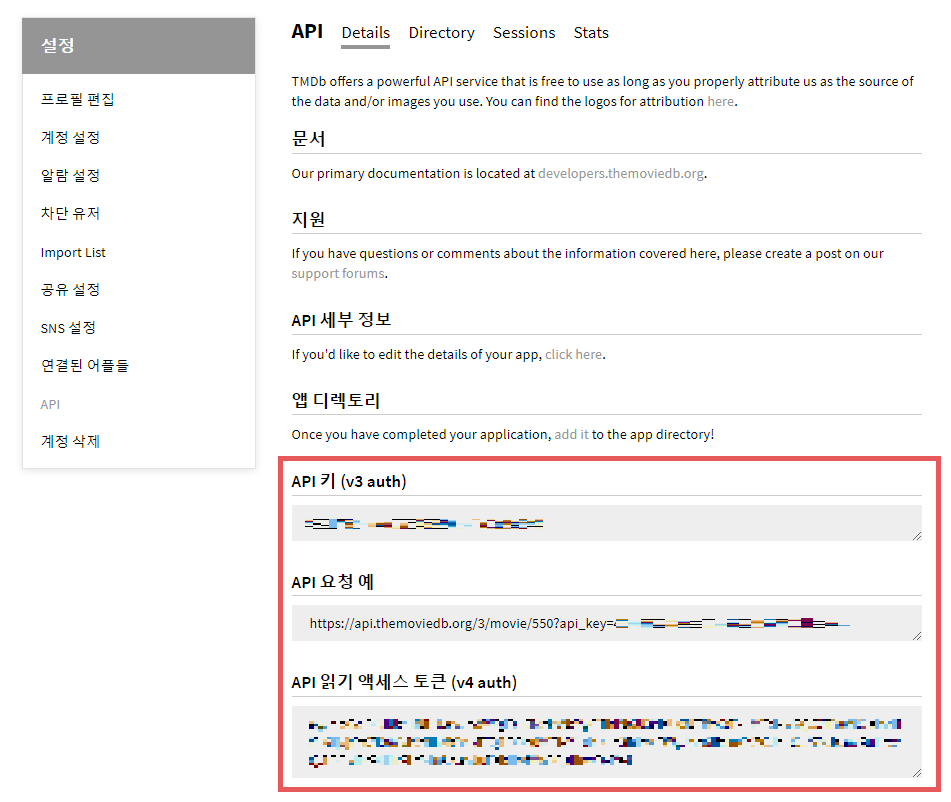 설정
프로필 편집
계정 설정
알람 설정
차단 유저
Import List
공유 설정
SNS 설정
연결된 어플들
API
계정 삭제
API Details Directory Sessions Stats
TMDb offers a powerful API service that is free to use as long as you properly attribute us as the source of
the data and/or images you use. You can find the logos for attribution here.
문서
Our primary documentation is located at developers.themoviedb.org.
지원
If you have questions or comments about the information covered here, please create a post on our
support forums.
API 세부 정보
If you'd like to edit the details of your app, click here.
앱 디렉토리
Once you have completed your application, add it to the app directory!
API 키 (v3 auth)
API 요청 예
https://api.themoviedb.org/3/movie/550?api_key=
API 읽기 액세스 토큰 (v4 auth)